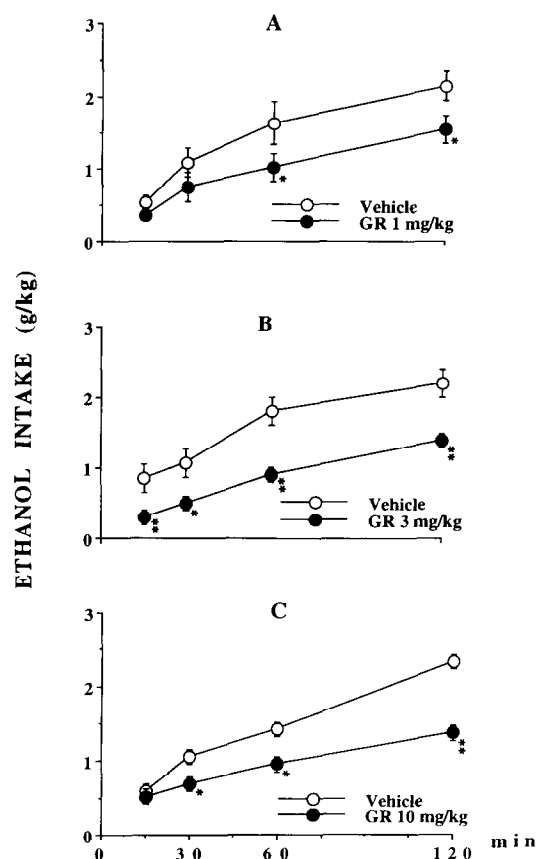 A
3
2
1
0
*
*
Vehicle
GR 1 mg/kg
ETHANOL INTAKE (g/kg)
B
3
2
1
0
**
*
**
**
Vehicle
GR 3 mg/kg
C
3
2
1
0
*
*
**
Vehicle
GR 10 mg/kg
0 30 60 120 min